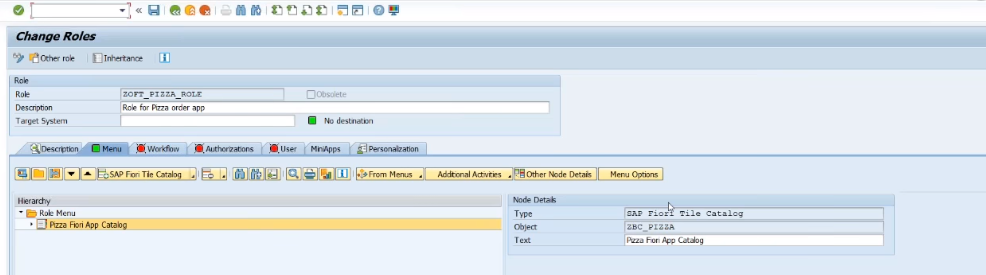 Change Roles
Other role Inheritance
Role
Role ZOFT_PIZZA_ROLE Obsolete
Description Role for Pizza order app
Target System No destination
Description Menu Workflow Authorizations User MiniApps Personalization
SAP Fiori Tile Catalog From Menus Additional Activities Other Node Details Menu Options
Hierarchy
Role Menu
Pizza Fiori App Catalog
Node Details
Type SAP Fiori Tile Catalog
Object ZBC_PIZZA
Text Pizza Fiori App Catalog